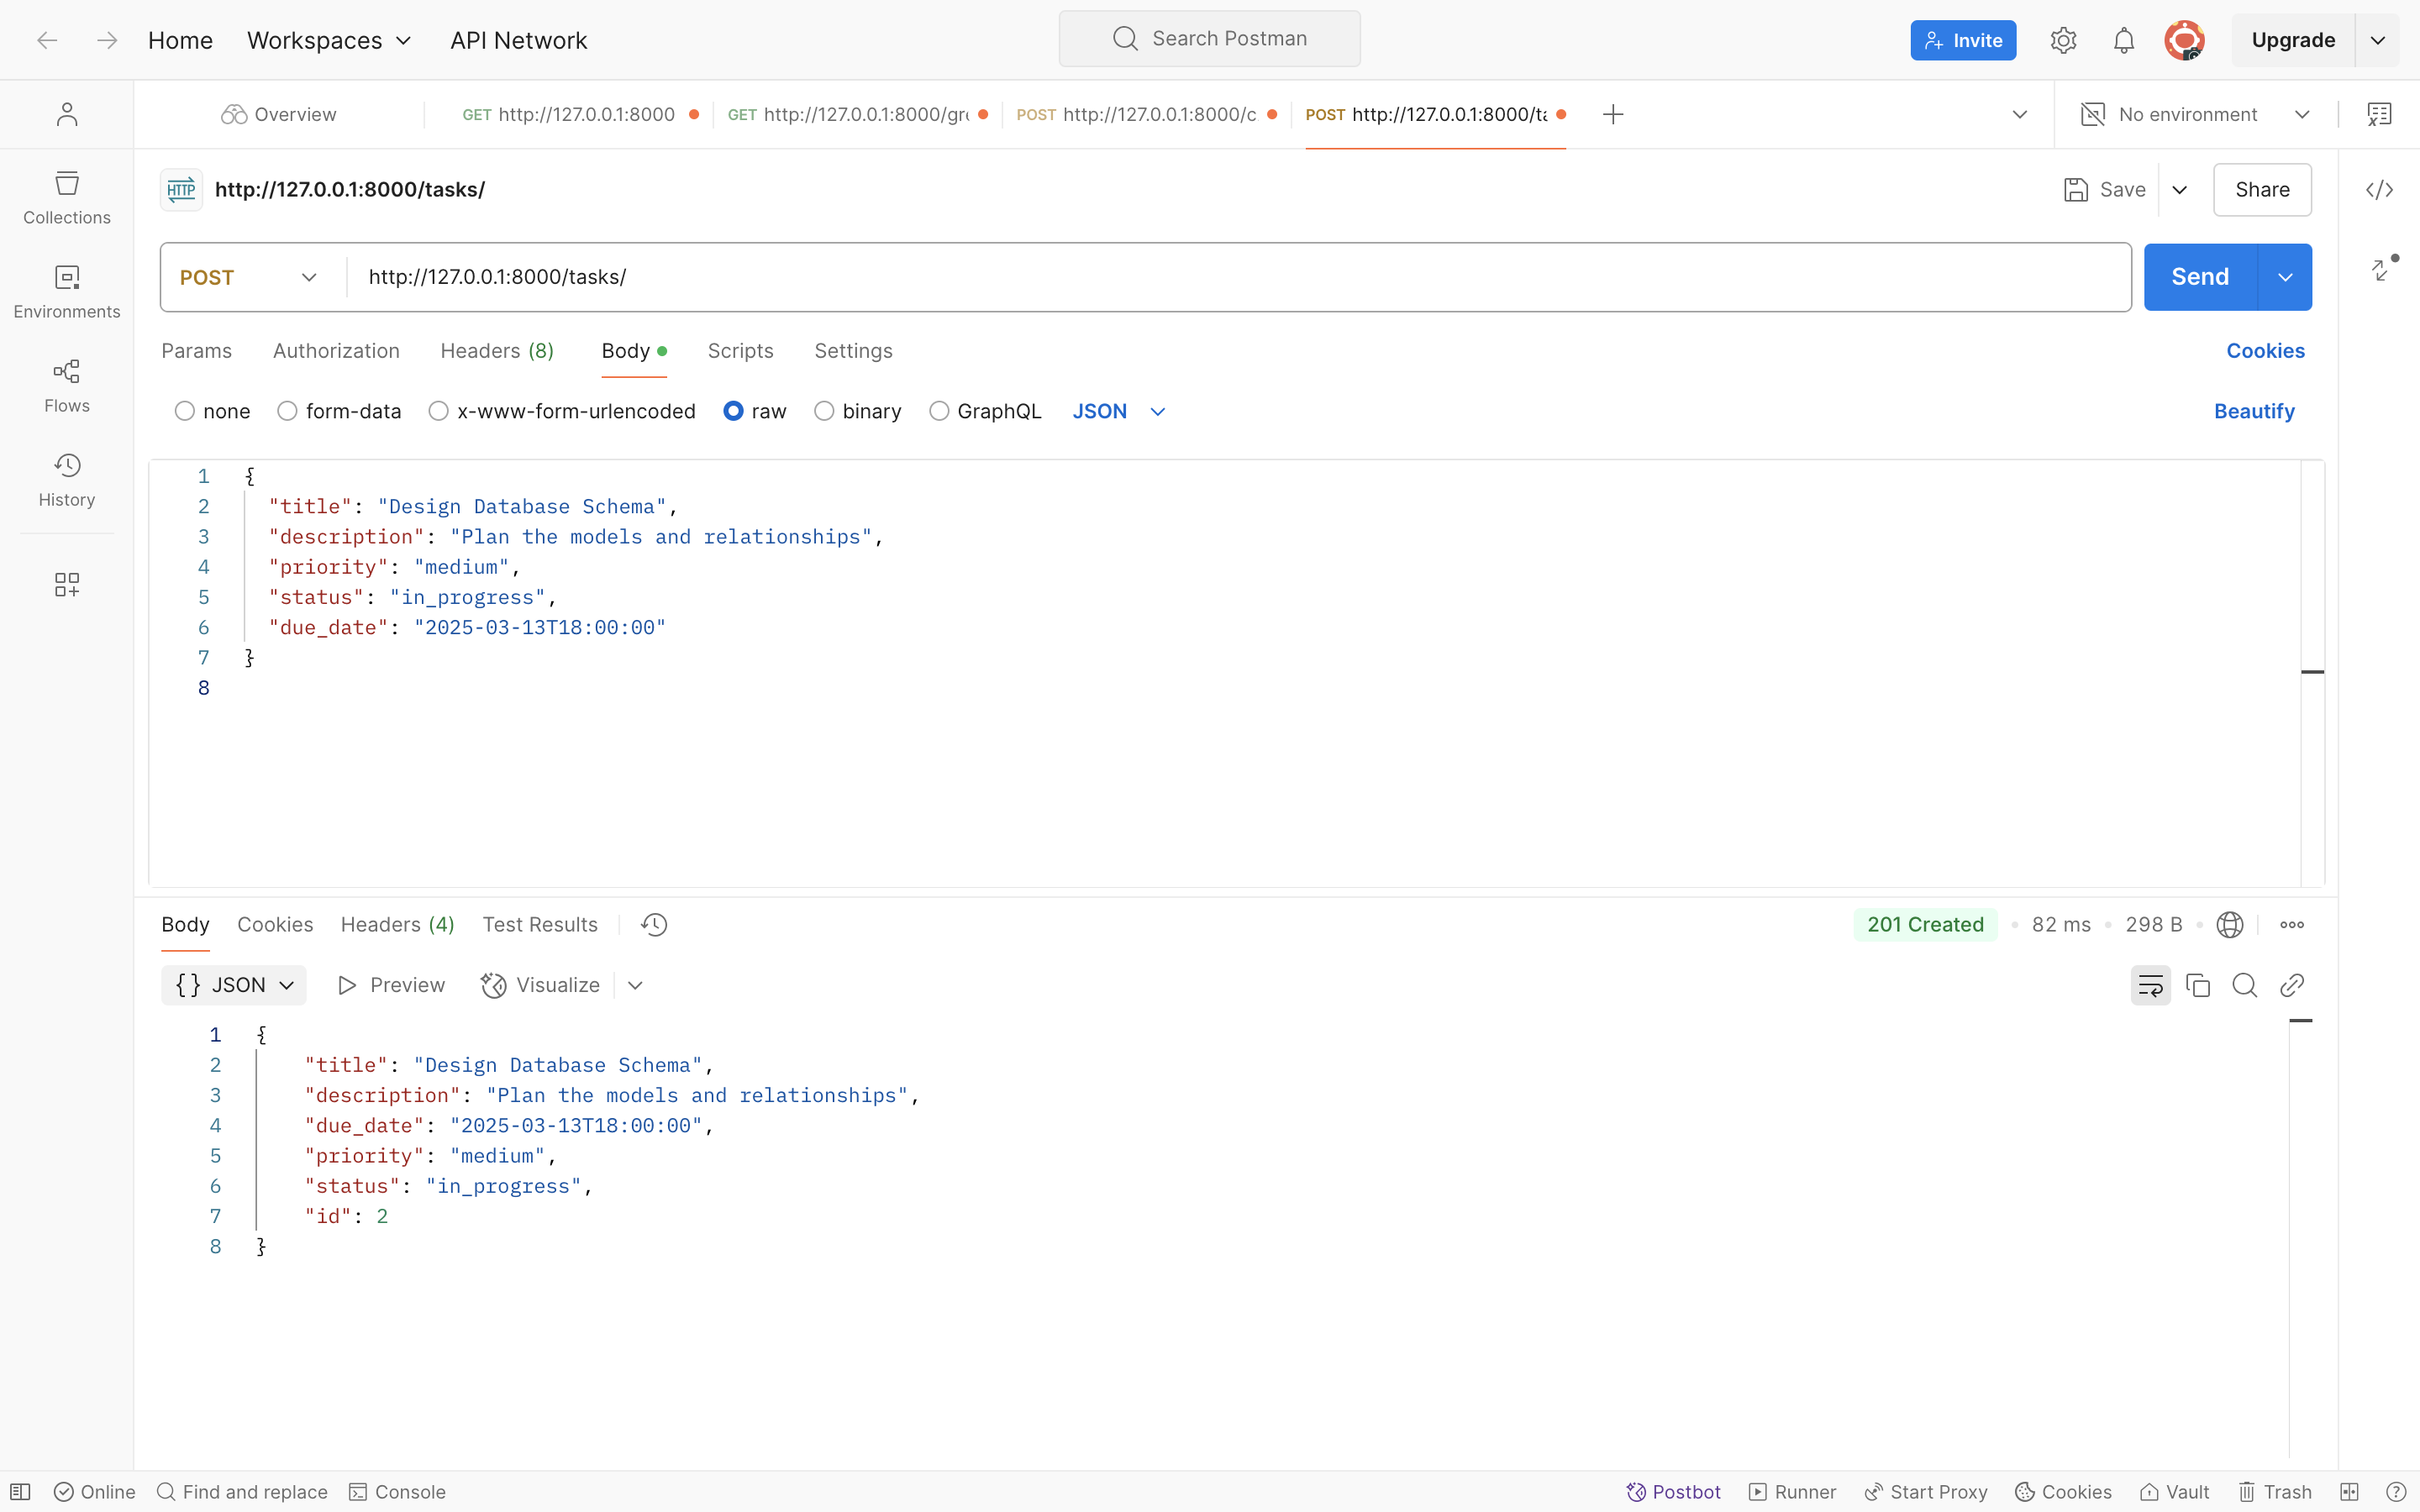 Home Workspaces API Network Search Postman Invite Upgrade
Overview GET http://127.0.0.1:8000 GET http://127.0.0.1:8000/gr POST http://127.0.0.1:8000/c POST http://127.0.0.1:8000/ta No environment
HTTP http://127.0.0.1:8000/tasks/ Save Share
Collections
Environments
Flows
History
POST http://127.0.0.1:8000/tasks/ Send
Params Authorization Headers (8) Body Scripts Settings Cookies
none form-data x-www-form-urlencoded raw binary GraphQL JSON Beautify
1 {
2 "title": "Design Database Schema",
3 "description": "Plan the models and relationships",
4 "priority": "medium",
5 "status": "in_progress",
6 "due_date": "2025-03-13T18:00:00"
7 }
8
Body Cookies Headers (4) Test Results 201 Created • 82 ms • 298 B •
{} JSON Preview Visualize
1 {
2 "title": "Design Database Schema",
3 "description": "Plan the models and relationships",
4 "due_date": "2025-03-13T18:00:00",
5 "priority": "medium",
6 "status": "in_progress",
7 "id": 2
8 }
Online Find and replace Console Postbot Runner Start Proxy Cookies Vault Trash